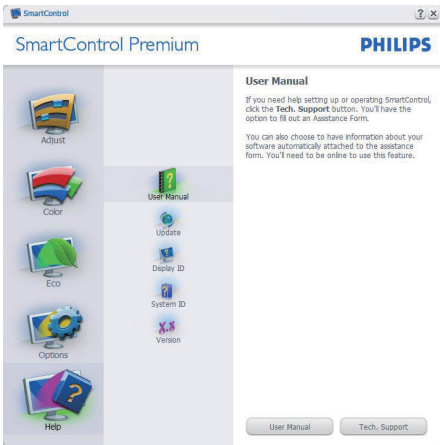 SmartControl
? ×
SmartControl Premium
PHILIPS
Adjust
Color
Eco
Options
Help
User Manual
Update
Display ID
System ID
X.X
Version
User Manual
If you need help setting up or operating SmartControl,
click the Tech. Support button. You'll have the
option to fill out an Assistance Form.
You can also choose to have information about your
software automatically attached to the assistance
form. You'll need to be online to use this feature.
User Manual
Tech. Support